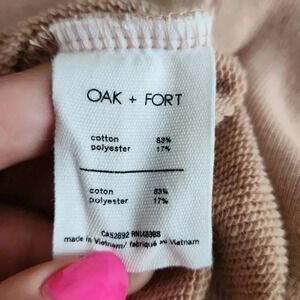 OAK + FORT
cotton 83%
polyester 17%
coton 83%
polyester 17%
made in Vietnam/ fabriqué au Vietnam